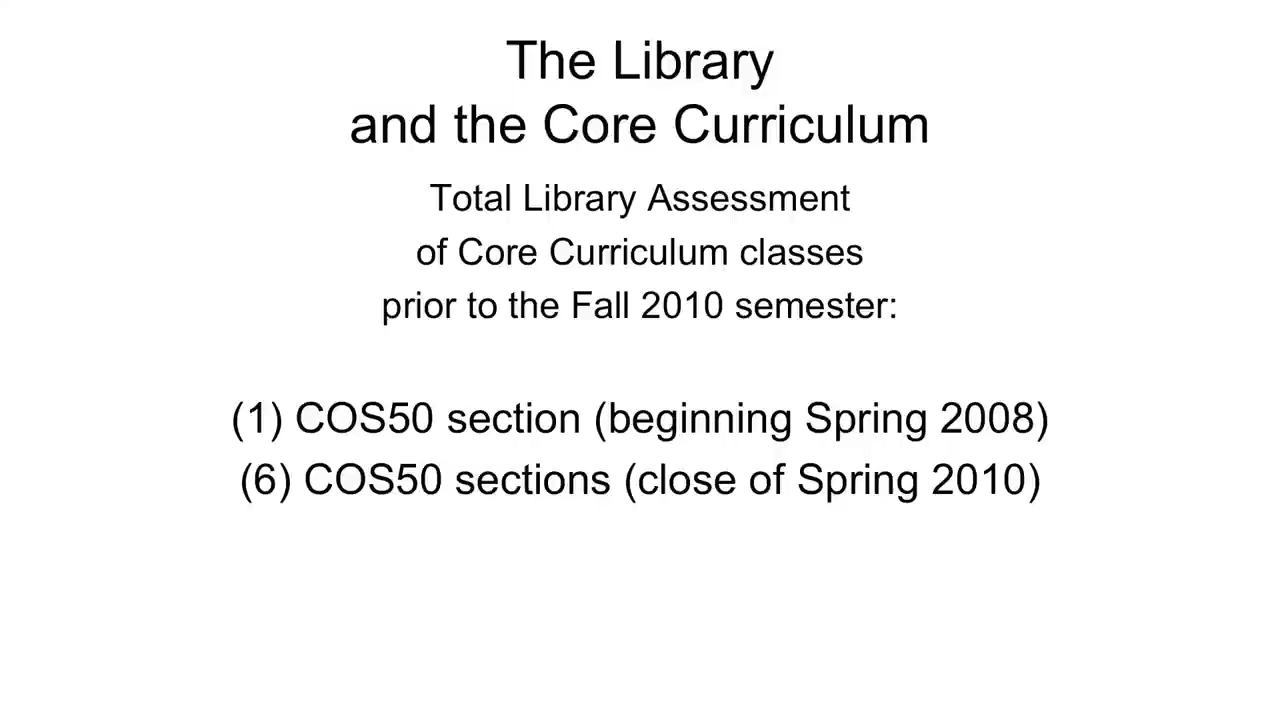 The Library
and the Core Curriculum
Total Library Assessment
of Core Curriculum classes
prior to the Fall 2010 semester:
(1) COS50 section (beginning Spring 2008)
(6) COS50 sections (close of Spring 2010)